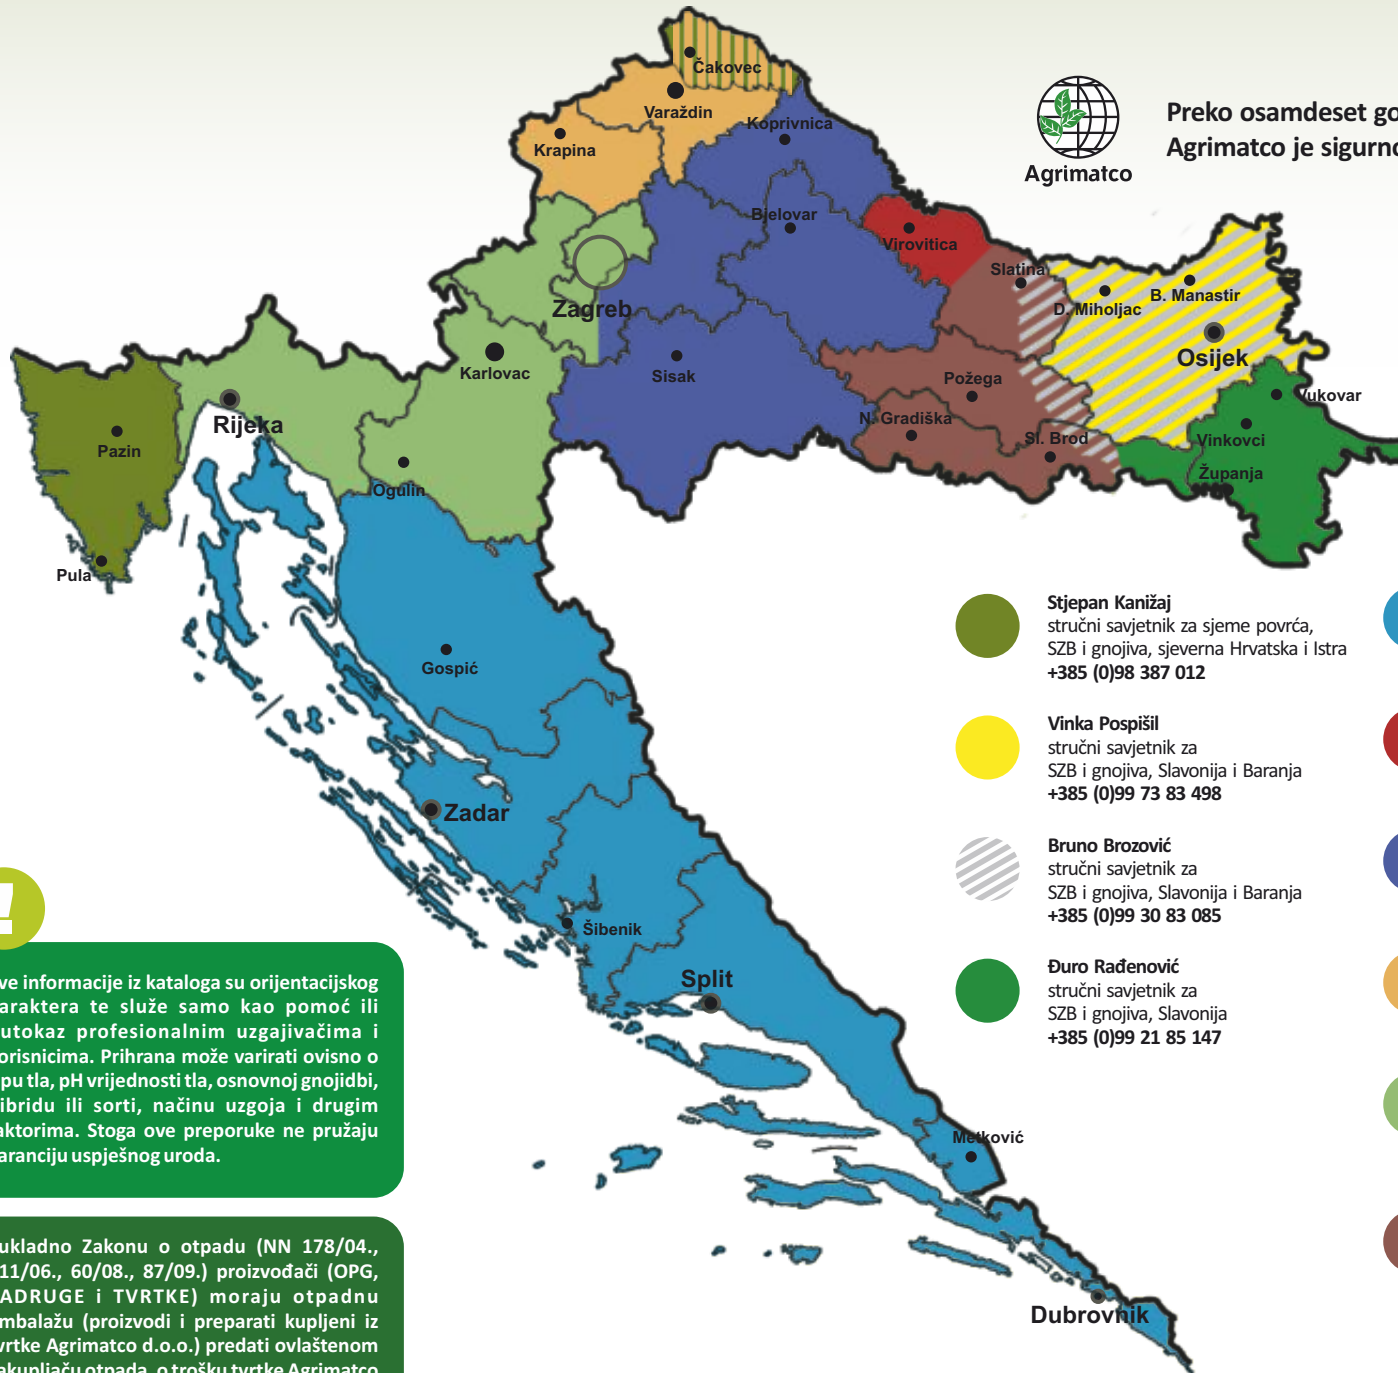 Čakovec
Varaždin
Koprivnica
Krapina
Bjelovar
Virovitica
Slatina
D. Miholjac
B. Manastir
Osijek
Zagreb
Karlovac
Sisak
Požega
N. Gradiška
Sl. Brod
Vukovar
Vinkovci
Županja
Rijeka
Pazin
Ogulin
Pula
Gospić
Zadar
Šibenik
Split
Metković
Dubrovnik
Agrimatco
Preko osamdeset go
Agrimatco je sigurno
Stjepan Kanižaj
stručni savjetnik za sjeme povrća,
SZB i gnojiva, sjeverna Hrvatska i Istra
+385 (0)98 387 012
Vinka Pospišil
stručni savjetnik za
SZB i gnojiva, Slavonija i Baranja
+385 (0)99 73 83 498
Bruno Brozović
stručni savjetnik za
SZB i gnojiva, Slavonija i Baranja
+385 (0)99 30 83 085
Đuro Rađenović
stručni savjetnik za
SZB i gnojiva, Slavonija
+385 (0)99 21 85 147
!
ve informacije iz kataloga su orijentacijskog
araktera te služe samo kao pomoć ili
utokaz profesionalnim uzgajivačima i
orisnicima. Prihrana može varirati ovisno o
pu tla, pH vrijednosti tla, osnovnoj gnojidbi,
ibridu ili sorti, načinu uzgoja i drugim
aktorima. Stoga ove preporuke ne pružaju
aranciju uspješnog uroda.
ukladno Zakonu o otpadu (NN 178/04.,
11/06., 60/08., 87/09.) proizvođači (OPG,
ADRUGE i TVRTKE) moraju otpadnu
mbalažu (proizvodi i preparati kupljeni iz
vrtke Agrimatco d.o.o.) predati ovlaštenom
akupljaču otpada, o trošku tvrtke Agrimatco